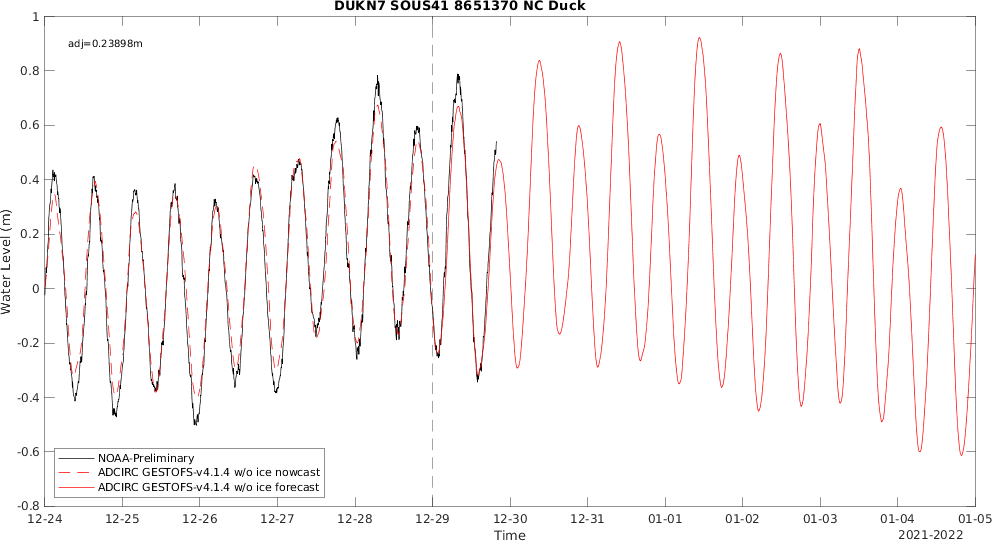 DUKN7 SOUS41 8651370 NC Duck
adj=0.23898m
Water Level (m)
1
0.8
0.6
0.4
0.2
0
-0.2
-0.4
-0.6
-0.8
NOAA-Preliminary
ADCIRC GESTOFS-v4.1.4 w/o ice nowcast
ADCIRC GESTOFS-v4.1.4 w/o ice forecast
12-24 12-25 12-26 12-27 12-28 12-29 12-30 12-31 01-01 01-02 01-03 01-04 01-05
Time
2021-2022